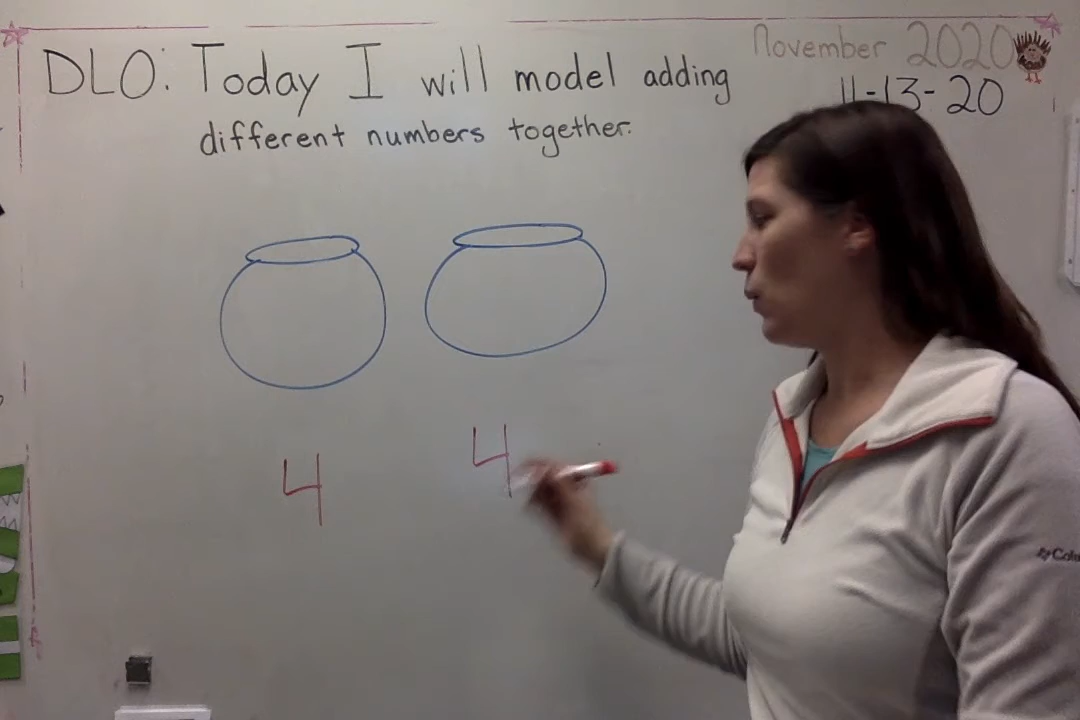 November 2020
DLO: Today I will model adding
11-13-20
different numbers together.
4 4